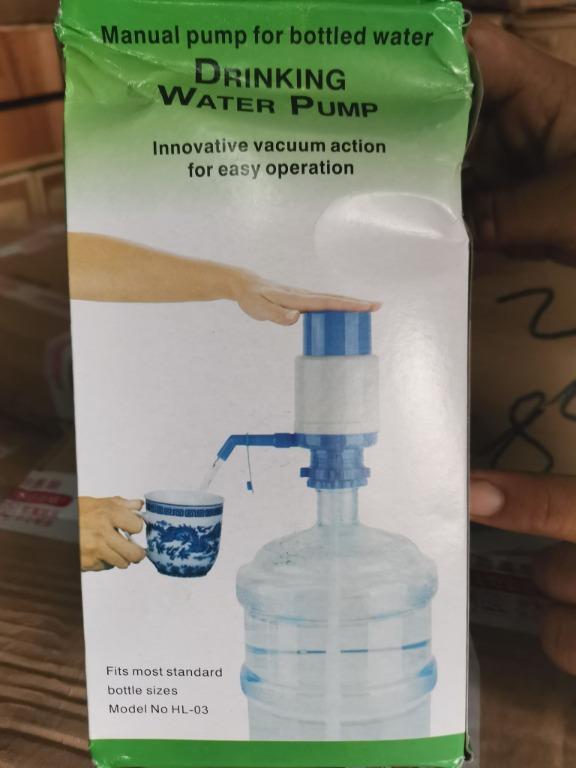 Manual pump for bottled water
DRINKING
WATER PUMP
Innovative vacuum action
for easy operation
Fits most standard
bottle sizes
Model No HL-03